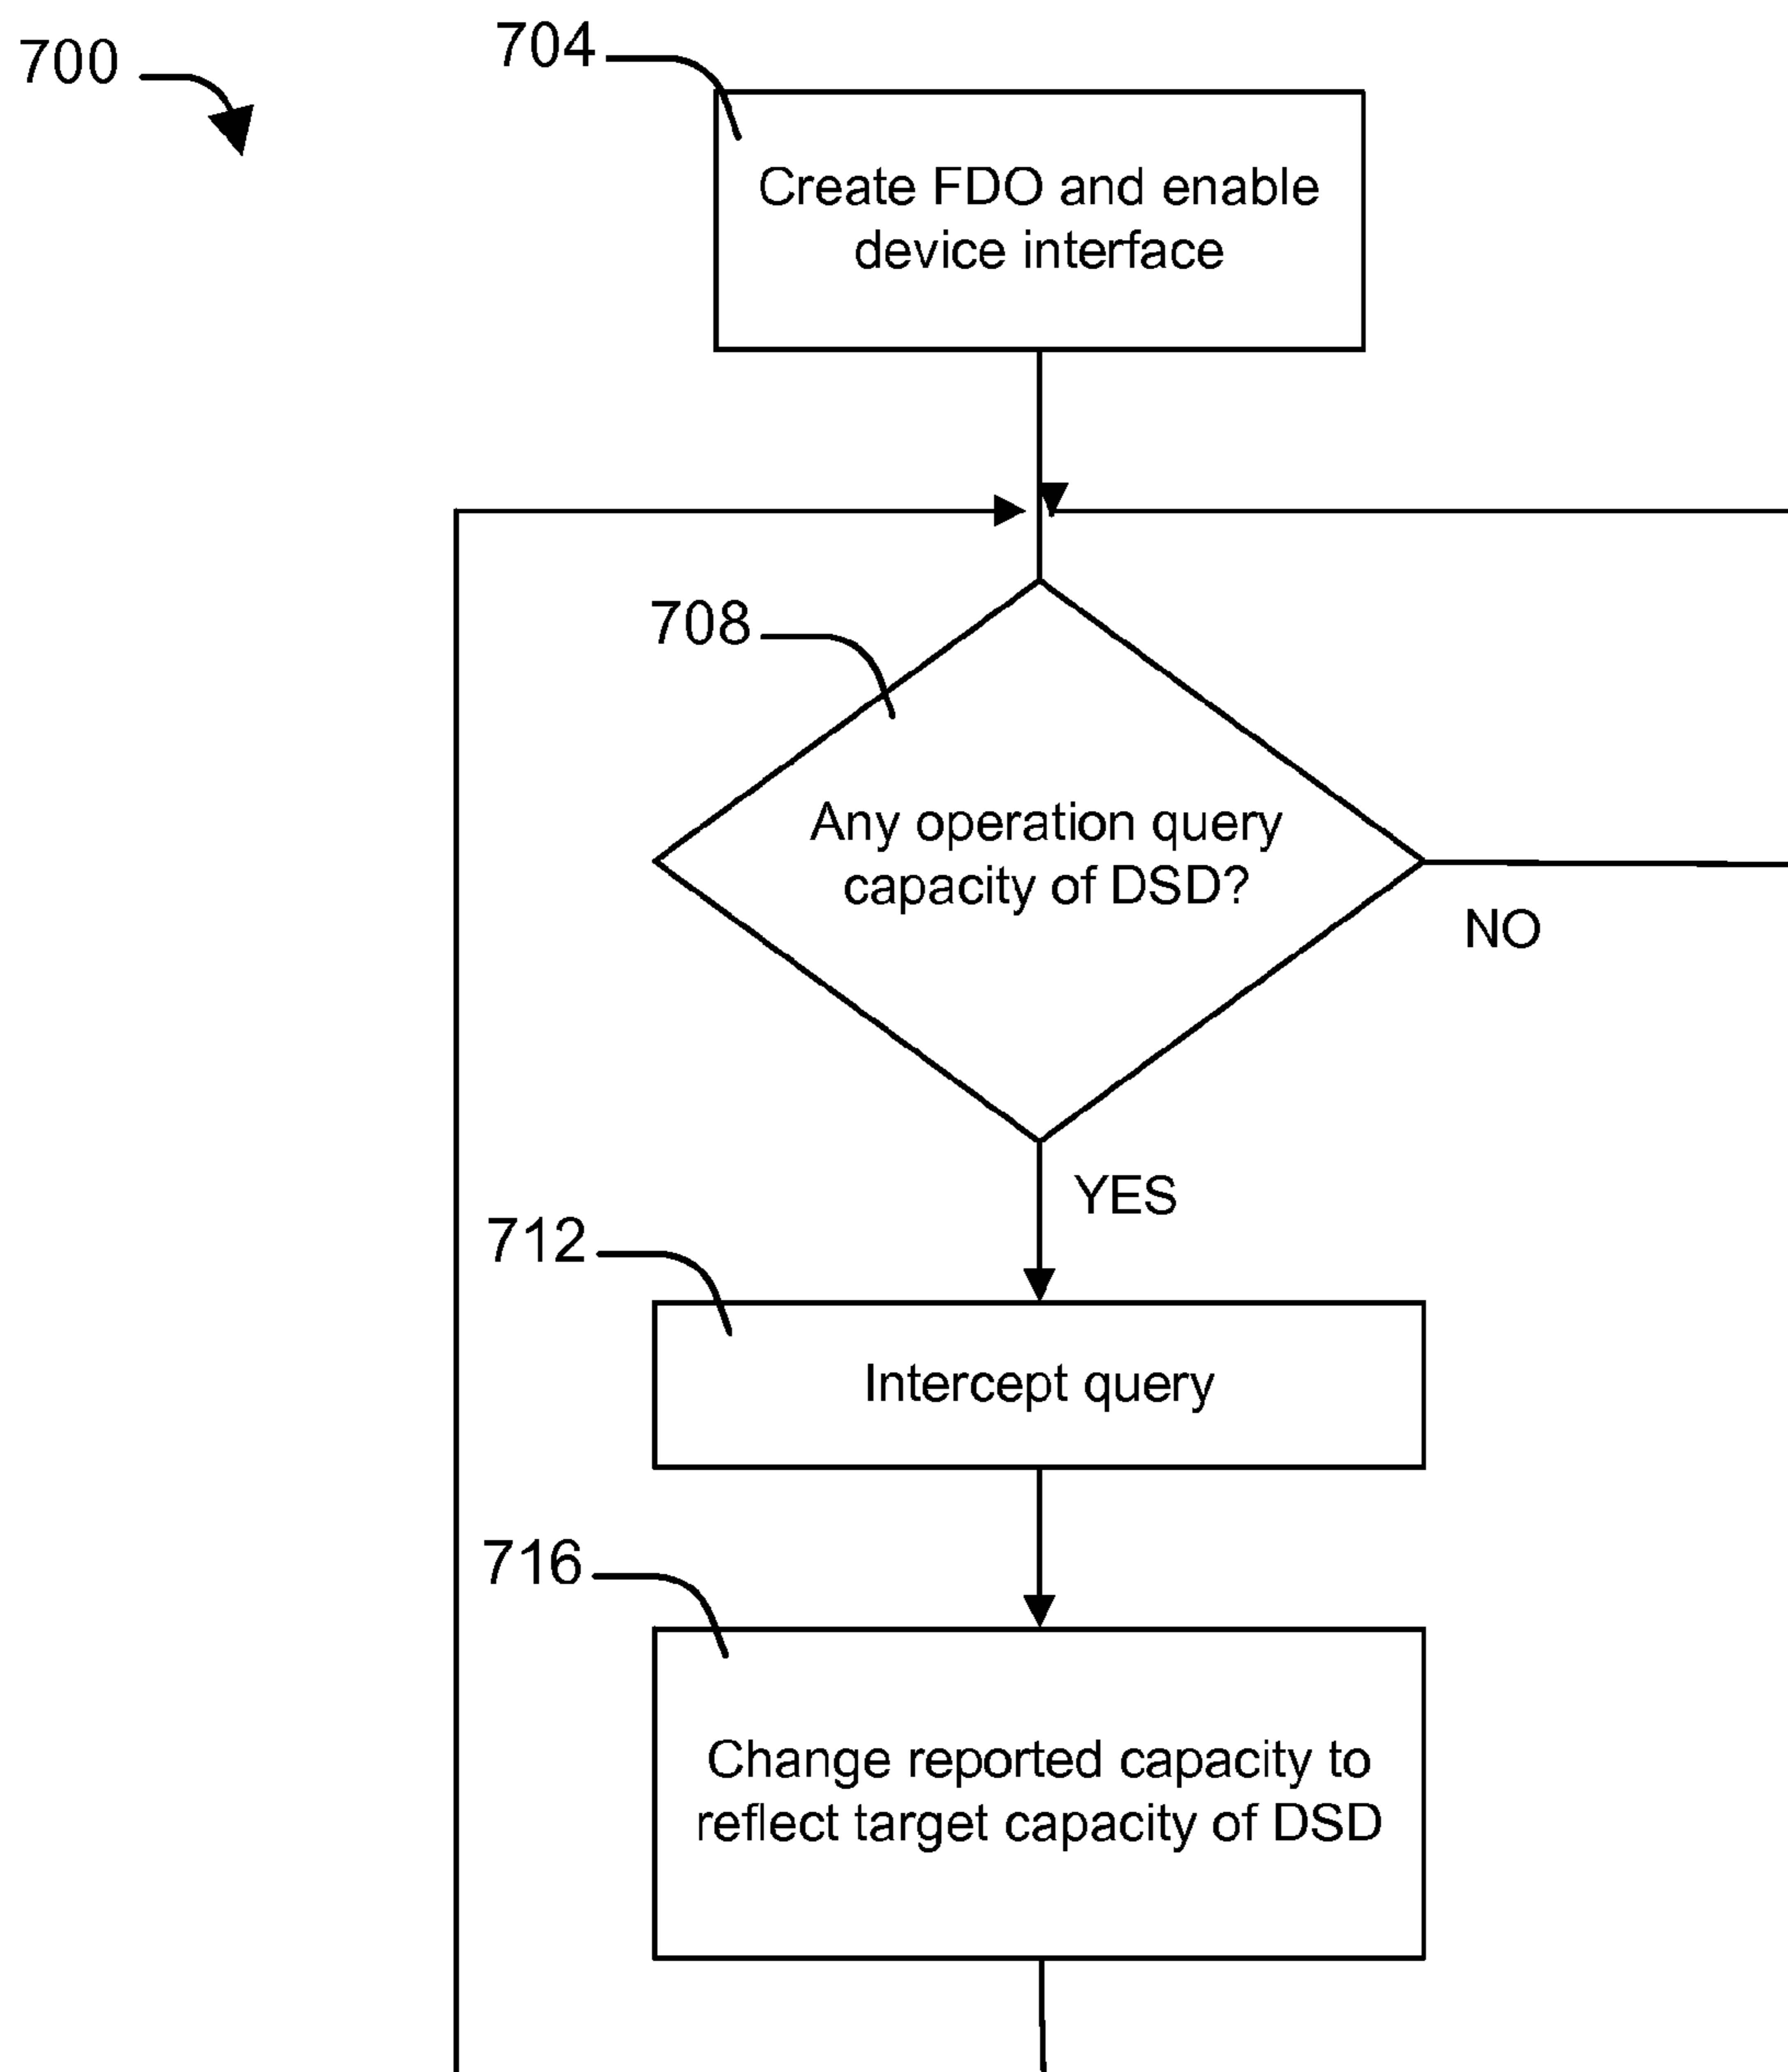 700
704
Create FDO and enable
device interface
708
Any operation query
capacity of DSD?
NO
YES
712
Intercept query
716
Change reported capacity to
reflect target capacity of DSD